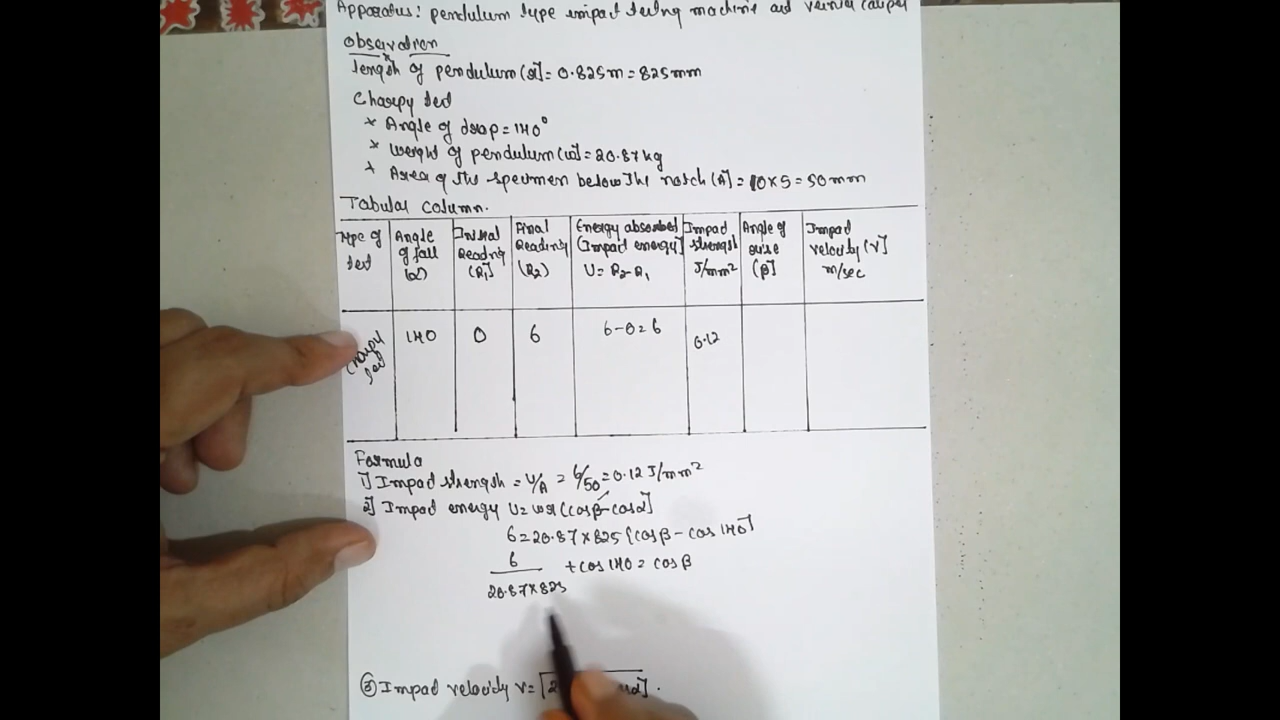 Apparatus: pendulum type impact testing machine and vernier caliper
Observation
length of pendulum (r) = 0.825m = 825mm
Charpy test
* Angle of drop = 140°
* weight of pendulum (w) = 20.87kg
* Area of the specimen below the notch (A) = 10×5 = 50mm
Tabular column.
Type of test
Angle of fall (α)
Initial Reading (R1)
Final Reading (R2)
Energy absorbed (Impact energy) U = R2-R1
Impact strength J/mm²
Angle of raise (β)
Impact velocity (V) m/sec
Charpy test
140
0
6
6-0=6
0.12
Formula
1) Impact strength = U/A = 6/50 = 0.12 J/mm²
2) Impact energy U = wr (cosβ-cosα)
6 = 20.87×825 (cosβ - cos 140)
6
+ cos 140 = cosβ
20.87×825
③ Impact velocity V = √2